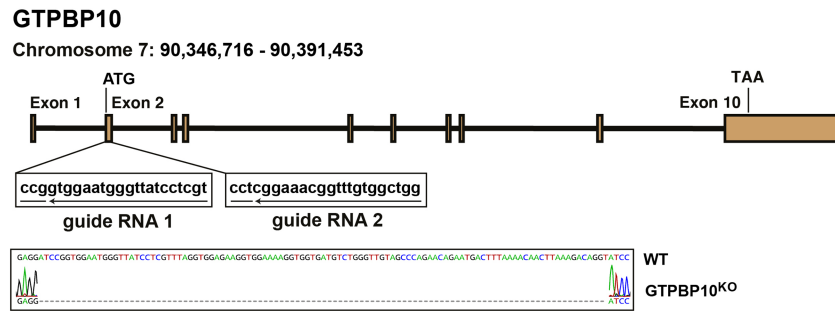 GTPBP10
Chromosome 7: 90,346,716 - 90,391,453
ATG
TAA
Exon 1
Exon 2
Exon 10
ccggtggaatgggttatcctcgt
cctcggaaacggtttgtggctgg
guide RNA 1
guide RNA 2
GAGGATCCGGTGGAATGGGTTATCCTCGTTTAGGTGGAGAAGGTGGAAAAGGTGGTGATGTCTGGGTTGTAGCCCAGAACAGAATGACTTTAAAACAACTTAAAGACAGGTATCC
WT
GTPBP10KO
GAGG
ATCC